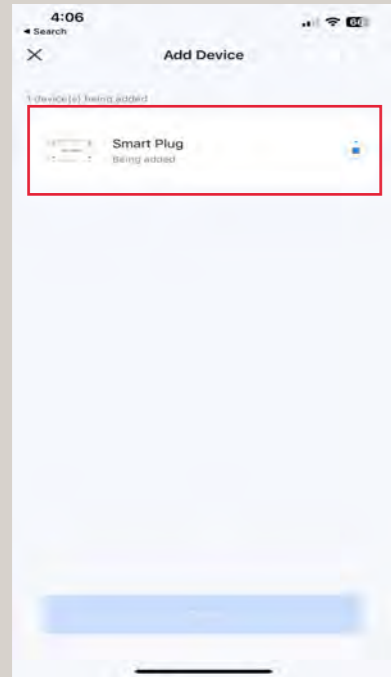 4:06
Search
Add Device
1 device(s) being added
Smart Plug
Being added